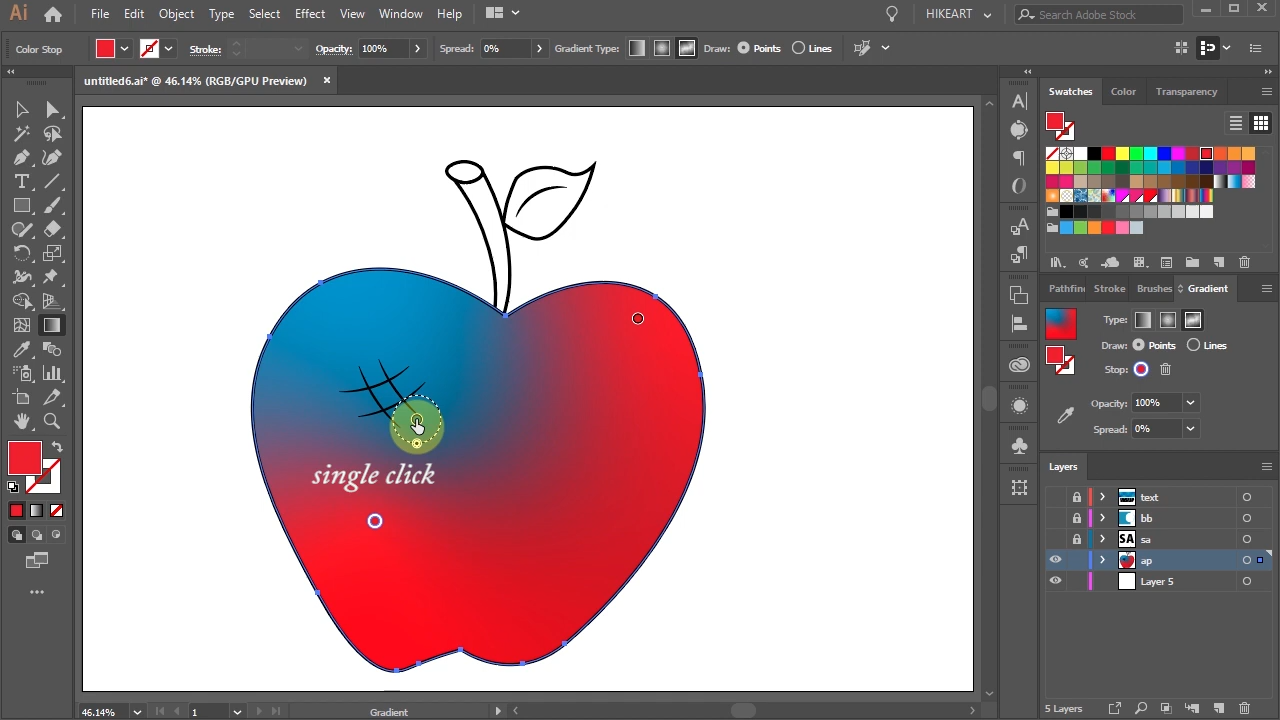 Ai File Edit Object Type Select Effect View Window Help HIKEART Search Adobe Stock
Color Stop Stroke: Opacity: 100% Spread: 0% Gradient Type: Draw: Points Lines
untitled6.ai* @ 46.14% (RGB/GPU Preview) ×
Swatches Color Transparency
Pathfin Stroke Brushes Gradient
Type:
Draw: Points Lines
Stop:
Opacity: 100%
Spread: 0%
single click
Layers
text
bb
SA sa
ap
Layer 5
46.14% 1 Gradient 5 Layers